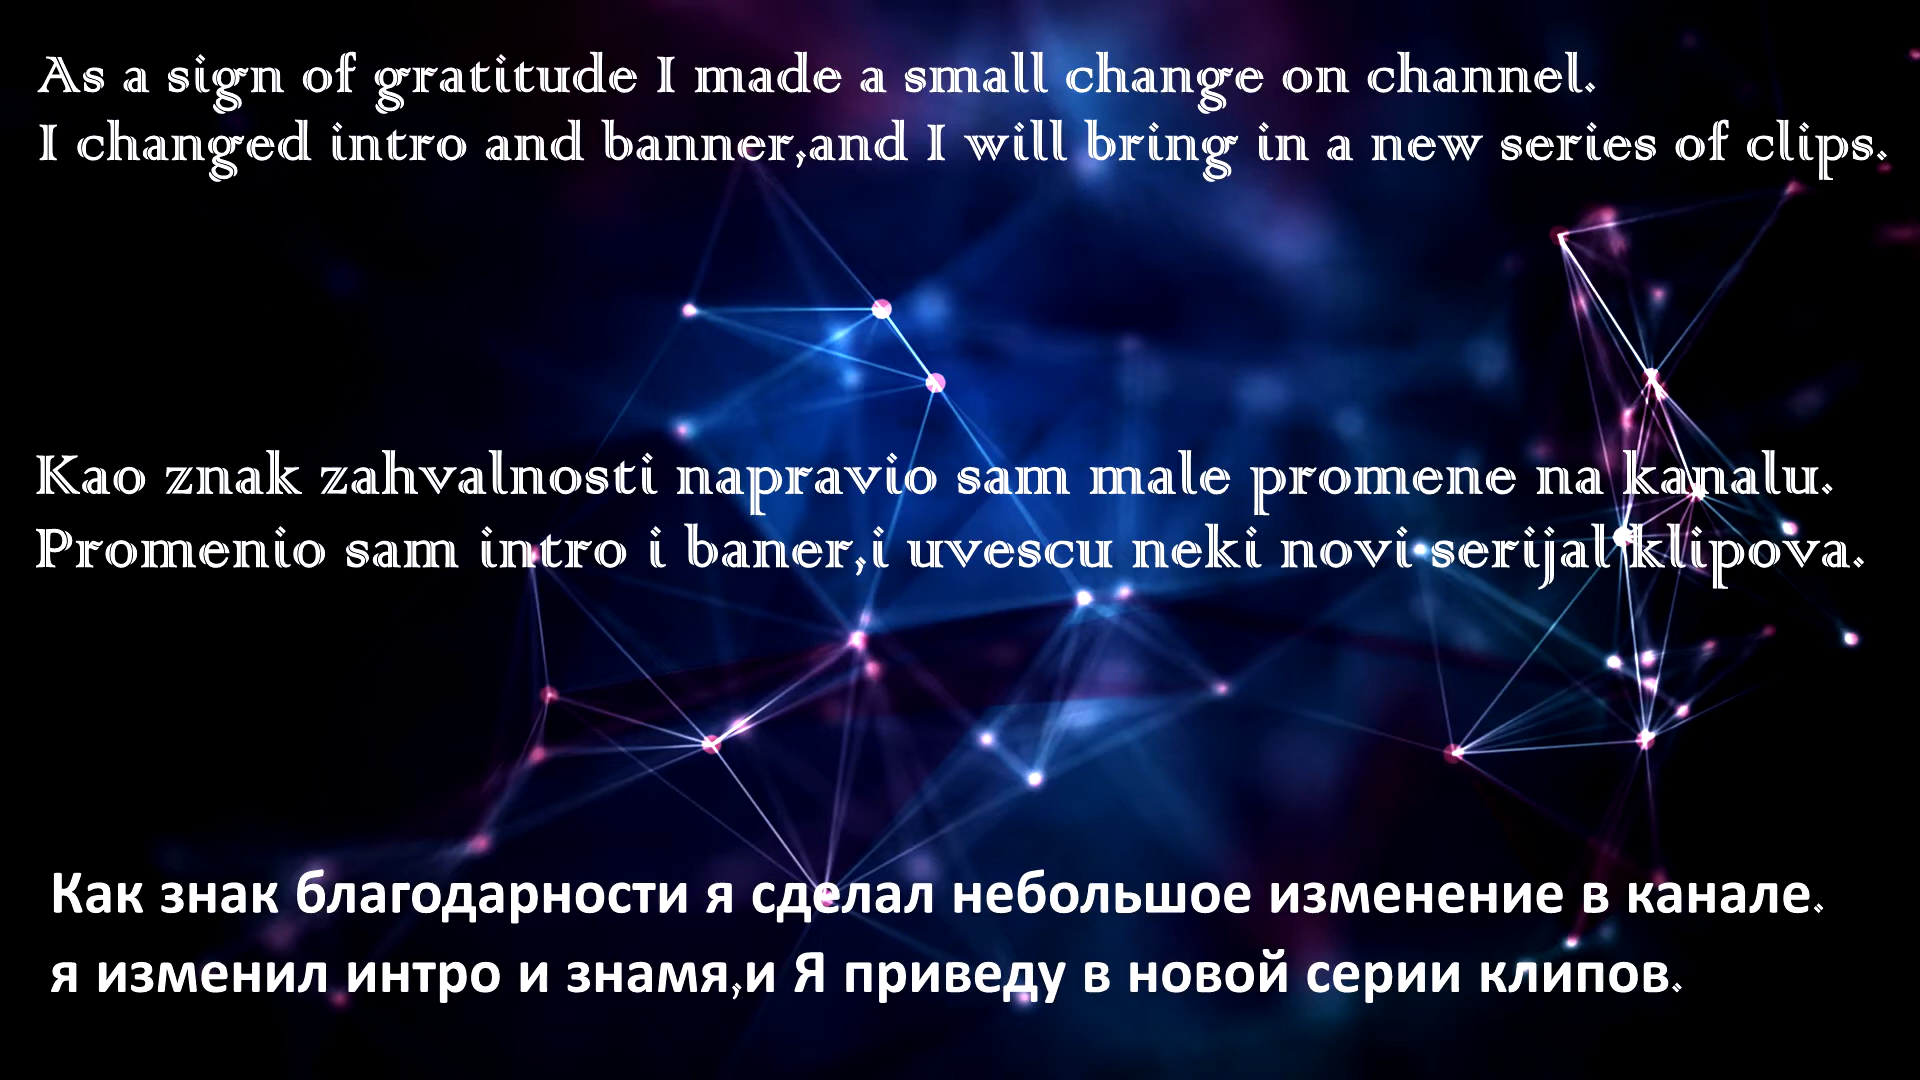 As a sign of gratitude I made a small change on channel.
I changed intro and banner,and I will bring in a new series of clips.
Kao znak zahvalnosti napravio sam male promene na kanalu.
Promenio sam intro i baner,i uvescu neki novi serijal klipova.
Как знак благодарности я сделал небольшое изменение в канале.
я изменил интро и знамя,и Я приведу в новой серии клипов.